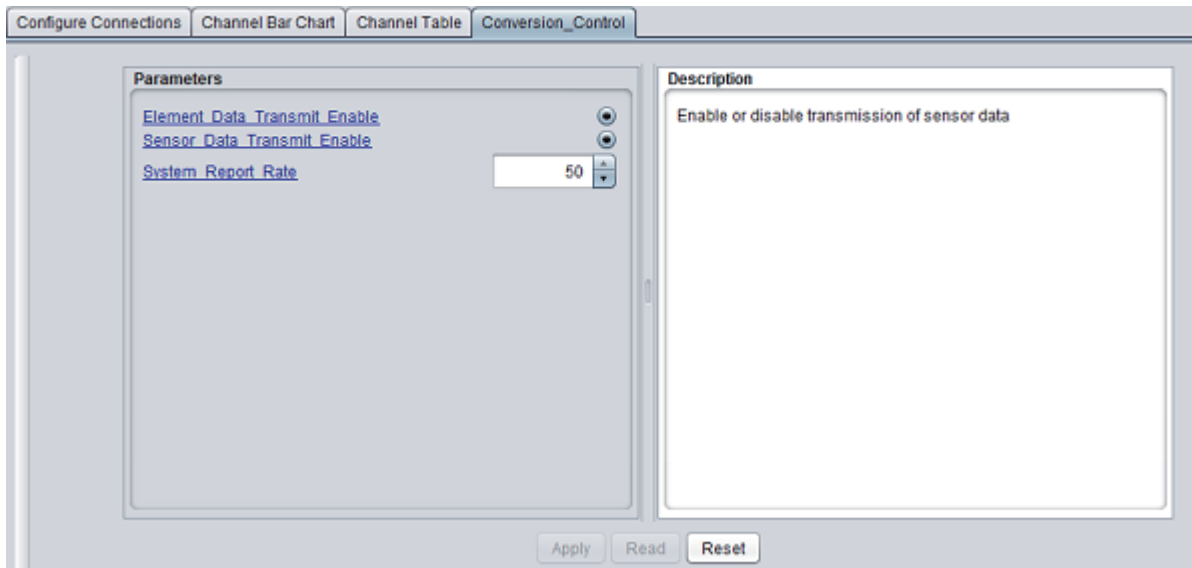 Configure Connections Channel Bar Chart Channel Table Conversion_Control
Parameters
Element_Data_Transmit_Enable
Sensor_Data_Transmit_Enable
System_Report_Rate 50
Description
Enable or disable transmission of sensor data
Apply Read Reset